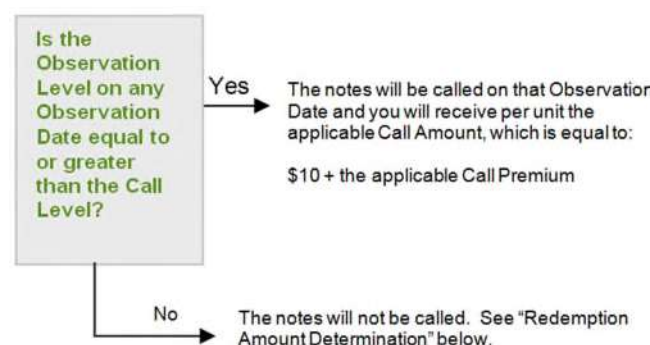 Is the
Observation
Level on any
Observation
Date equal to
or greater
than the Call
Level?
Yes
The notes will be called on that Observation
Date and you will receive per unit the
applicable Call Amount, which is equal to:
$10 + the applicable Call Premium
No
The notes will not be called. See “Redemption
Amount Determination” below.